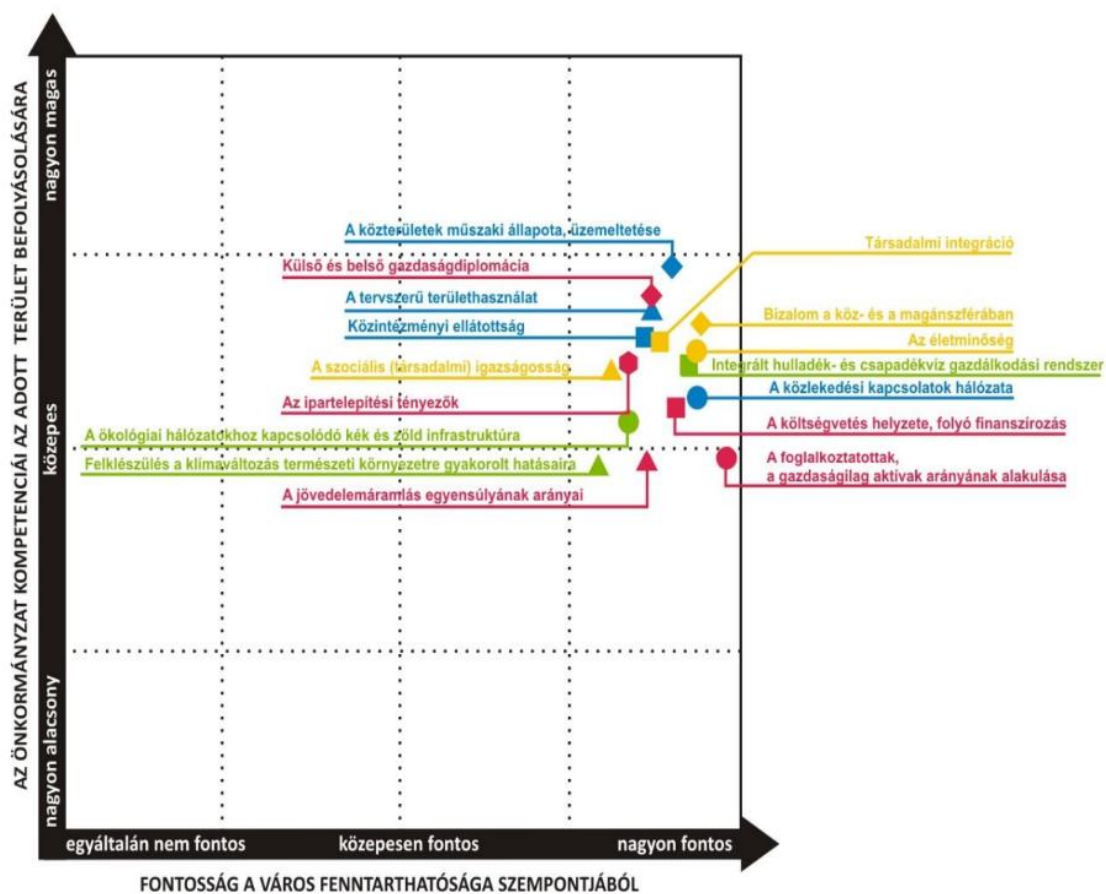 AZ ÖNKORMÁNYZAT KOMPETENCIÁI AZ ADOTT TERÜLET BEFOLYÁSOLÁSÁRA
nagyon magas
közepes
nagyon alacsony
A közterületek műszaki állapota, üzemeltetése
Társadalmi integráció
Külső és belső gazdaságdiplomácia
A tervszerű területhasználat
Bizalom a köz- és a magánszférában
Közintézményi ellátottság
Az életminőség
A szociális (társadalmi) igazságosság
Integrált hulladék- és csapadékvíz gazdálkodási rendszer
A közlekedési kapcsolatok hálózata
Az ipartelepítési tényezők
A költségvetés helyzete, folyó finanszírozás
A ökológiai hálózatokhoz kapcsolódó kék és zöld infrastruktúra
Felklészülés a klímaváltozás természeti környezetre gyakorolt hatásaira
A foglalkoztatottak,
a gazdaságilag aktívak arányának alakulása
A jövedelemáramlás egyensúlyának arányai
egyáltalán nem fontos
közepesen fontos
nagyon fontos
FONTOSSÁG A VÁROS FENNTARTHATÓSÁGA SZEMPONTJÁBÓL